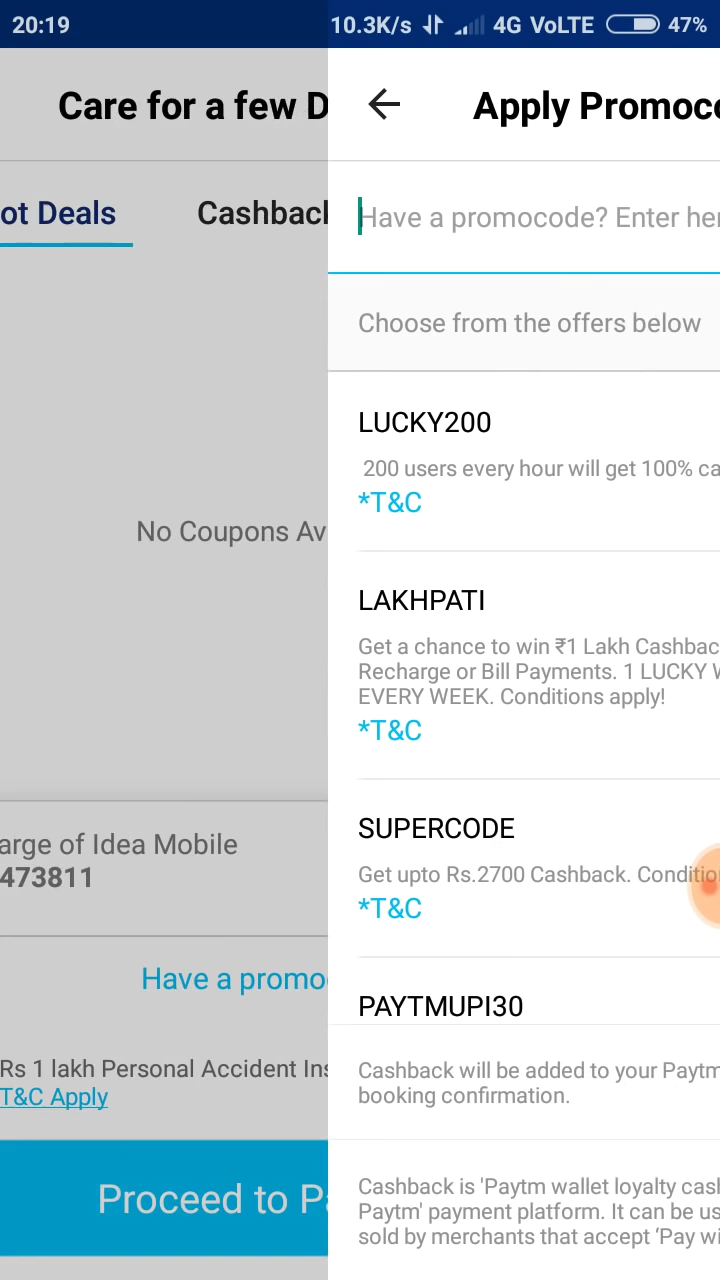 20:19
10.3K/s 4G VoLTE 47%
Care for a few D
ot Deals
Cashback
No Coupons Av
arge of Idea Mobile
473811
Have a promo
Rs 1 lakh Personal Accident Ins
T&C Apply
Proceed to Pa
Apply Promoco
Have a promocode? Enter her
Choose from the offers below
LUCKY200
200 users every hour will get 100% ca
*T&C
LAKHPATI
Get a chance to win ₹1 Lakh Cashbac
Recharge or Bill Payments. 1 LUCKY W
EVERY WEEK. Conditions apply!
*T&C
SUPERCODE
Get upto Rs.2700 Cashback. Conditio
*T&C
PAYTMUPI30
Cashback will be added to your Paytm
booking confirmation.
Cashback is 'Paytm wallet loyalty cash
Paytm' payment platform. It can be us
sold by merchants that accept ‘Pay wi